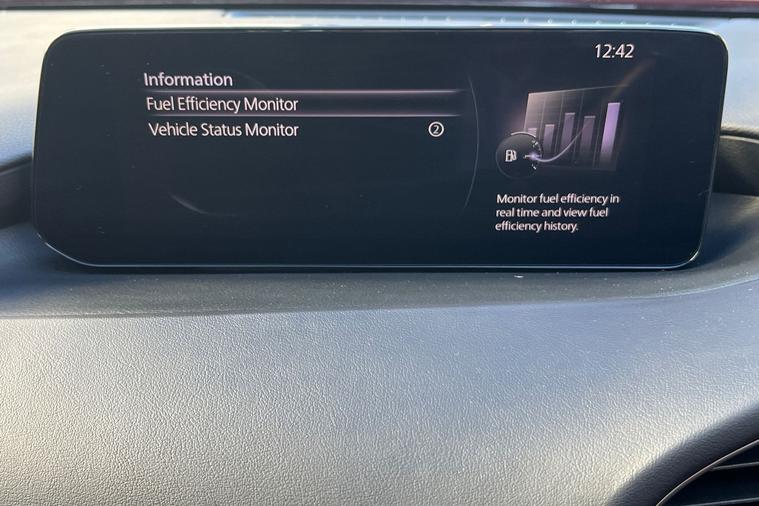 12:42
Information
Fuel Efficiency Monitor
Vehicle Status Monitor 2
Monitor fuel efficiency in
real time and view fuel
efficiency history.